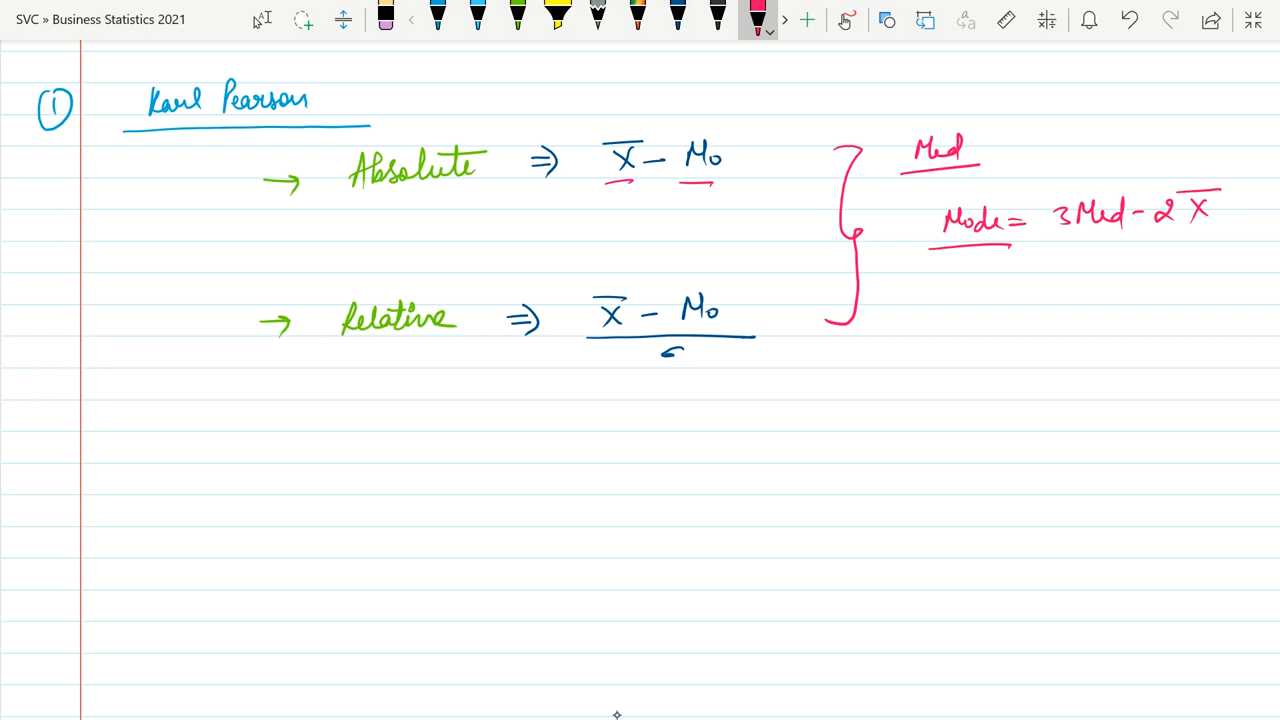 SVC » Business Statistics 2021
① Karl Pearson
→ Absolute ⇒ X̅ - Mo
Med
Mode = 3Med - 2X̅
→ Relative ⇒ (X̅ - Mo)/σ